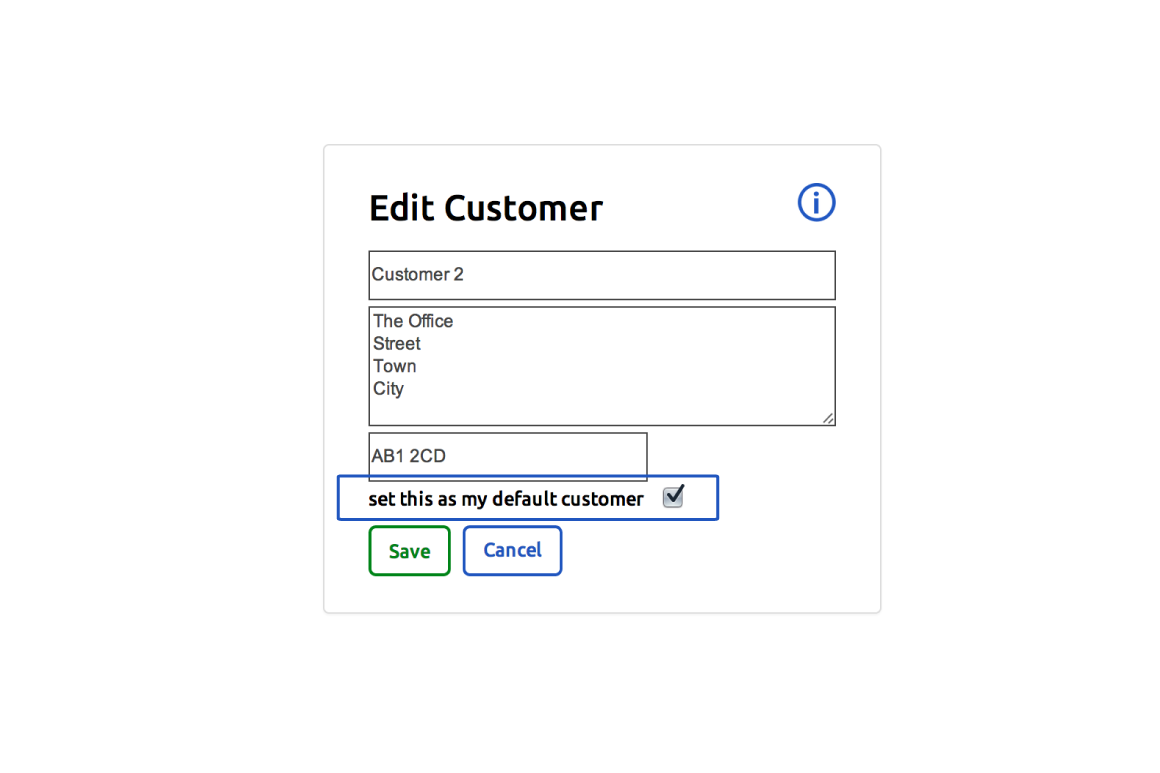 Edit Customer
i
Customer 2
The Office
Street
Town
City
AB1 2CD
set this as my default customer
Save
Cancel